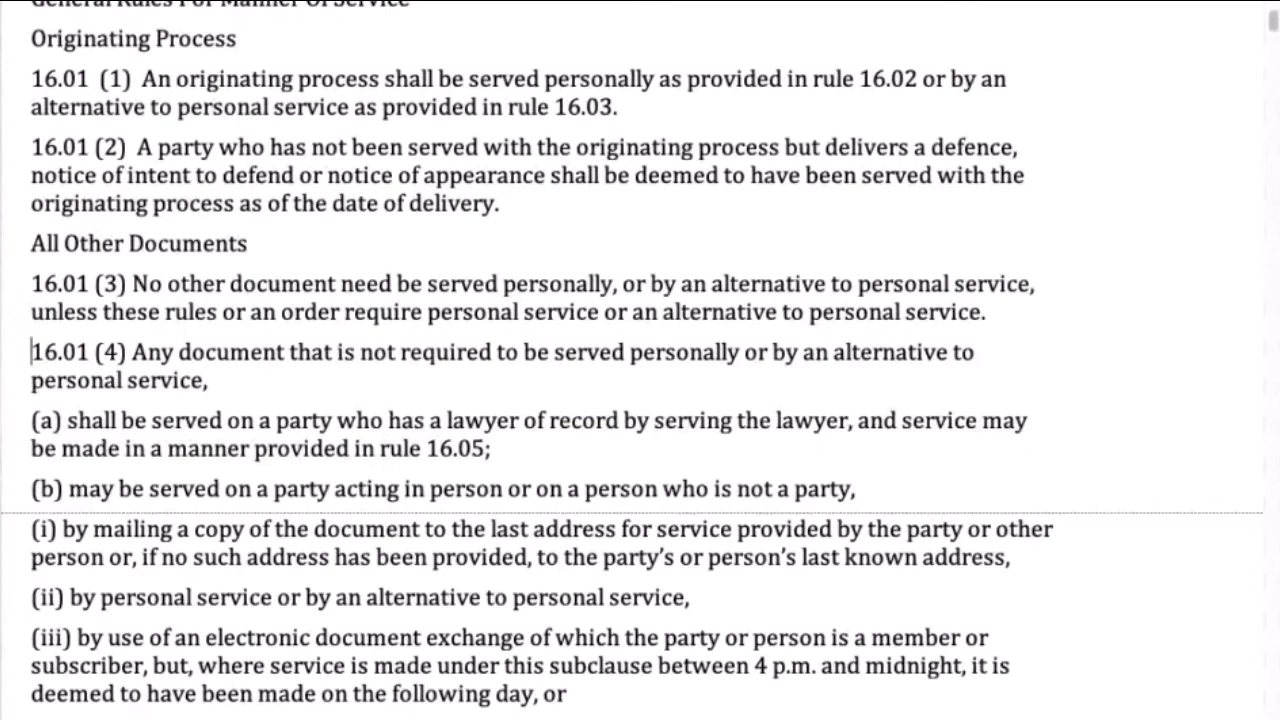 General Rules For Manner Of Service
Originating Process
16.01  (1)  An originating process shall be served personally as provided in rule 16.02 or by an
alternative to personal service as provided in rule 16.03.
16.01 (2)  A party who has not been served with the originating process but delivers a defence,
notice of intent to defend or notice of appearance shall be deemed to have been served with the
originating process as of the date of delivery.
All Other Documents
16.01 (3) No other document need be served personally, or by an alternative to personal service,
unless these rules or an order require personal service or an alternative to personal service.
16.01 (4) Any document that is not required to be served personally or by an alternative to
personal service,
(a) shall be served on a party who has a lawyer of record by serving the lawyer, and service may
be made in a manner provided in rule 16.05;
(b) may be served on a party acting in person or on a person who is not a party,
(i) by mailing a copy of the document to the last address for service provided by the party or other
person or, if no such address has been provided, to the party’s or person’s last known address,
(ii) by personal service or by an alternative to personal service,
(iii) by use of an electronic document exchange of which the party or person is a member or
subscriber, but, where service is made under this subclause between 4 p.m. and midnight, it is
deemed to have been made on the following day, or